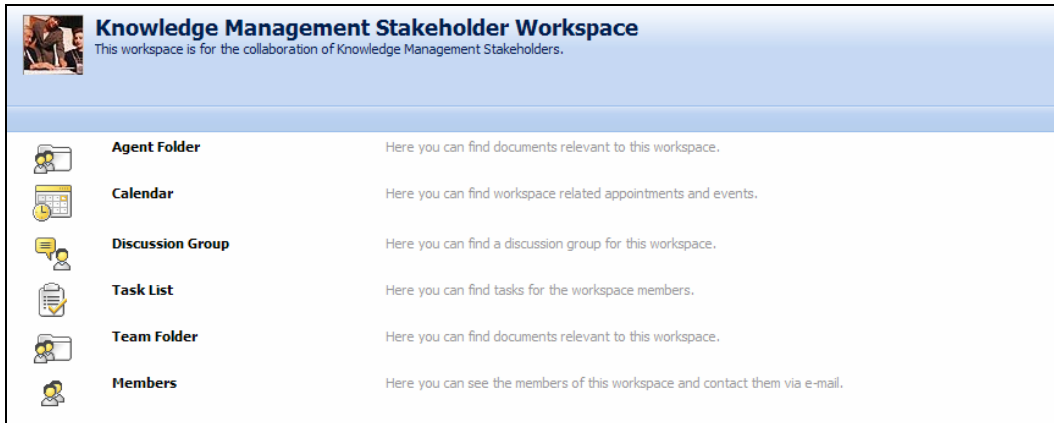 Knowledge Management Stakeholder Workspace
This workspace is for the collaboration of Knowledge Management Stakeholders.
Agent Folder Here you can find documents relevant to this workspace.
Calendar Here you can find workspace related appointments and events.
Discussion Group Here you can find a discussion group for this workspace.
Task List Here you can find tasks for the workspace members.
Team Folder Here you can find documents relevant to this workspace.
Members Here you can see the members of this workspace and contact them via e-mail.